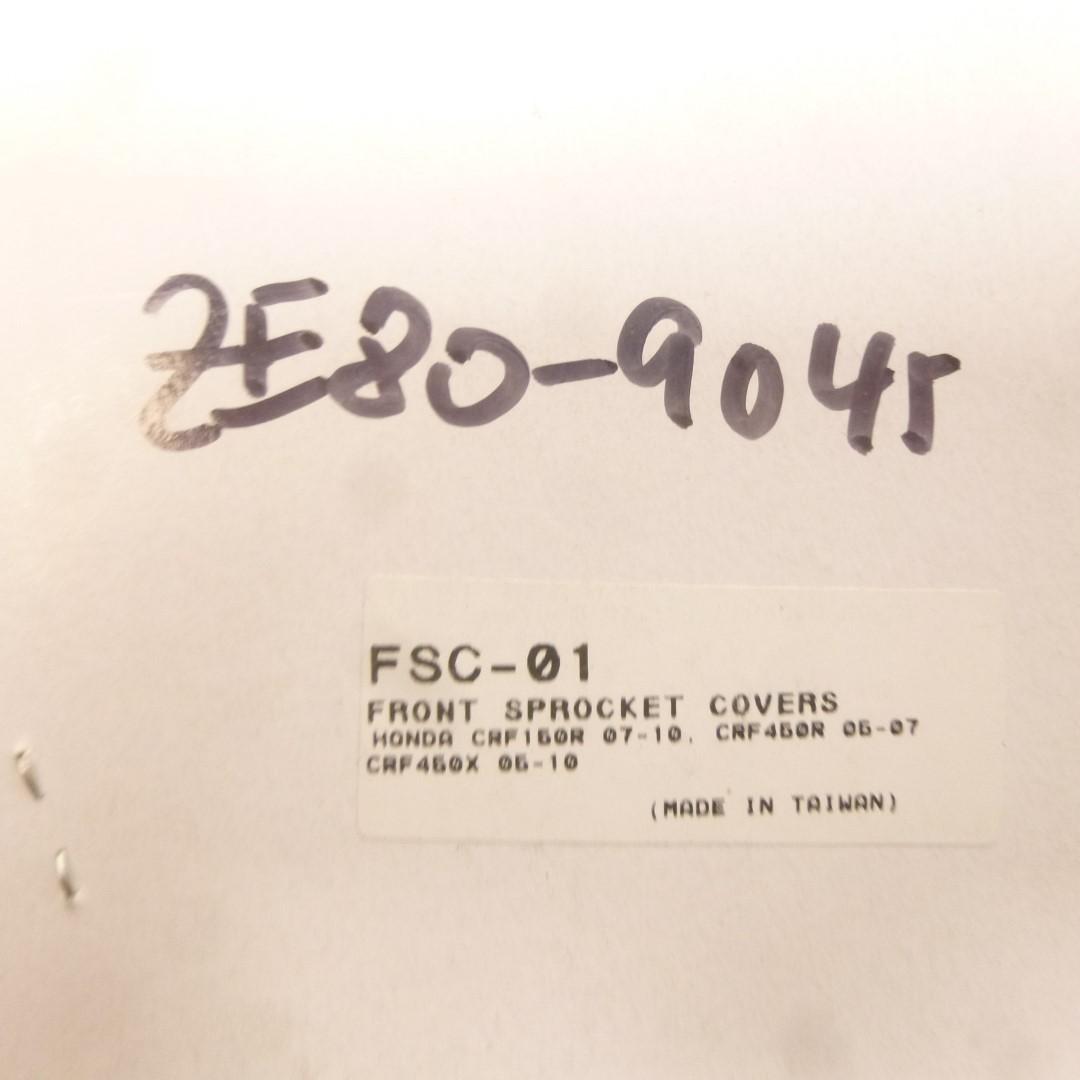 ZE80-9045
FSC-01
FRONT SPROCKET COVERS
HONDA CRF150R 07-10, CRF450R 05-07
CRF450X 05-10
(MADE IN TAIWAN)